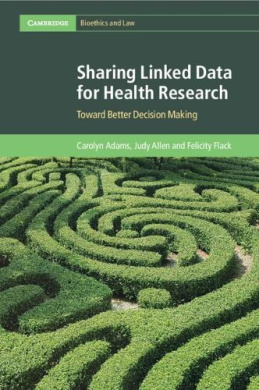 CAMBRIDGE Bioethics and Law
Sharing Linked Data
for Health Research
Toward Better Decision Making
Carolyn Adams, Judy Allen and Felicity Flack